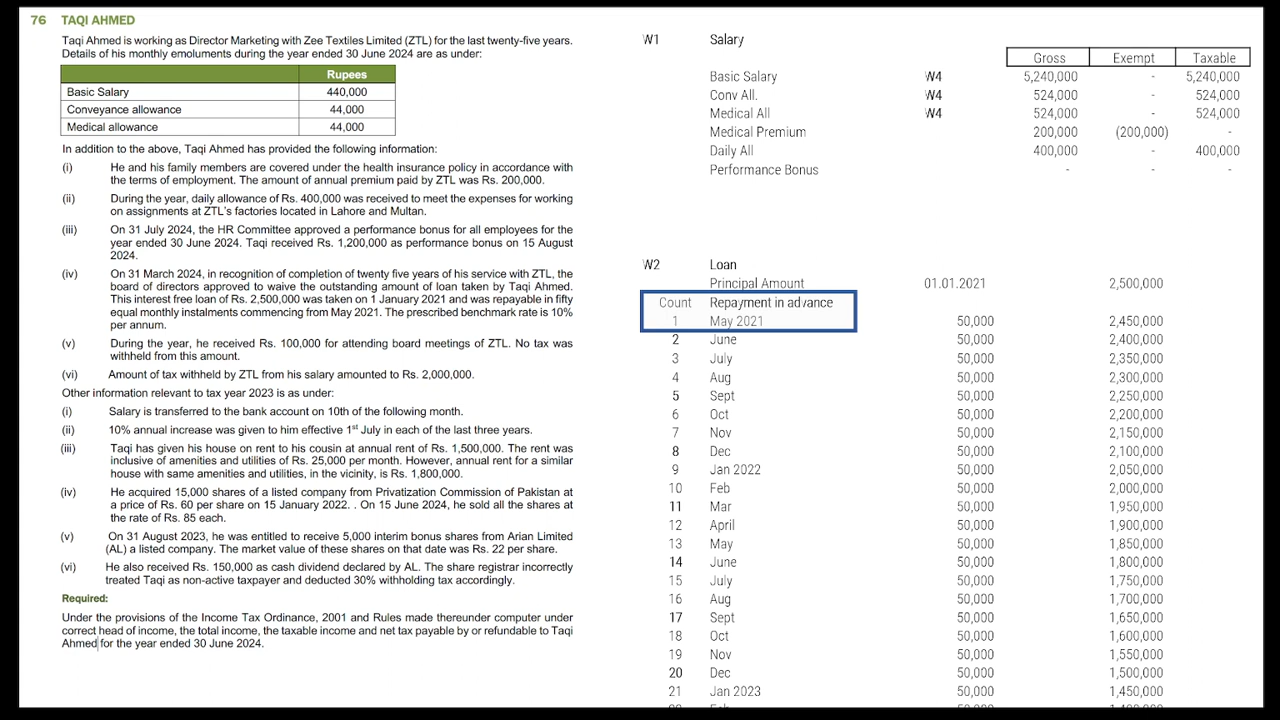 76 TAQI AHMED
Taqi Ahmed is working as Director Marketing with Zee Textiles Limited (ZTL) for the last twenty-five years.
Details of his monthly emoluments during the year ended 30 June 2024 are as under:
Rupees
Basic Salary 440,000
Conveyance allowance 44,000
Medical allowance 44,000
In addition to the above, Taqi Ahmed has provided the following information:
(i) He and his family members are covered under the health insurance policy in accordance with
the terms of employment. The amount of annual premium paid by ZTL was Rs. 200,000.
(ii) During the year, daily allowance of Rs. 400,000 was received to meet the expenses for working
on assignments at ZTL's factories located in Lahore and Multan.
(iii) On 31 July 2024, the HR Committee approved a performance bonus for all employees for the
year ended 30 June 2024. Taqi received Rs. 1,200,000 as performance bonus on 15 August
2024.
(iv) On 31 March 2024, in recognition of completion of twenty five years of his service with ZTL, the
board of directors approved to waive the outstanding amount of loan taken by Taqi Ahmed.
This interest free loan of Rs. 2,500,000 was taken on 1 January 2021 and was repayable in fifty
equal monthly instalments commencing from May 2021. The prescribed benchmark rate is 10%
per annum.
(v) During the year, he received Rs. 100,000 for attending board meetings of ZTL. No tax was
withheld from this amount.
(vi) Amount of tax withheld by ZTL from his salary amounted to Rs. 2,000,000.
Other information relevant to tax year 2023 is as under:
(i) Salary is transferred to the bank account on 10th of the following month.
(ii) 10% annual increase was given to him effective 1st July in each of the last three years.
(iii) Taqi has given his house on rent to his cousin at annual rent of Rs. 1,500,000. The rent was
inclusive of amenities and utilities of Rs. 25,000 per month. However, annual rent for a similar
house with same amenities and utilities, in the vicinity, is Rs. 1,800,000.
(iv) He acquired 15,000 shares of a listed company from Privatization Commission of Pakistan at
a price of Rs. 60 per share on 15 January 2022. . On 15 June 2024, he sold all the shares at
the rate of Rs. 85 each.
(v) On 31 August 2023, he was entitled to receive 5,000 interim bonus shares from Arian Limited
(AL) a listed company. The market value of these shares on that date was Rs. 22 per share.
(vi) He also received Rs. 150,000 as cash dividend declared by AL. The share registrar incorrectly
treated Taqi as non-active taxpayer and deducted 30% withholding tax accordingly.
Required:
Under the provisions of the Income Tax Ordinance, 2001 and Rules made thereunder computer under
correct head of income, the total income, the taxable income and net tax payable by or refundable to Taqi
Ahmed for the year ended 30 June 2024.
W1 Salary
Gross Exempt Taxable
Basic Salary W4 5,240,000 - 5,240,000
Conv All. W4 524,000 - 524,000
Medical All W4 524,000 - 524,000
Medical Premium 200,000 (200,000) -
Daily All 400,000 - 400,000
Performance Bonus - - -
W2 Loan
Principal Amount 01.01.2021 2,500,000
Count Repayment in advance
1 May 2021 50,000 2,450,000
2 June 50,000 2,400,000
3 July 50,000 2,350,000
4 Aug 50,000 2,300,000
5 Sept 50,000 2,250,000
6 Oct 50,000 2,200,000
7 Nov 50,000 2,150,000
8 Dec 50,000 2,100,000
9 Jan 2022 50,000 2,050,000
10 Feb 50,000 2,000,000
11 Mar 50,000 1,950,000
12 April 50,000 1,900,000
13 May 50,000 1,850,000
14 June 50,000 1,800,000
15 July 50,000 1,750,000
16 Aug 50,000 1,700,000
17 Sept 50,000 1,650,000
18 Oct 50,000 1,600,000
19 Nov 50,000 1,550,000
20 Dec 50,000 1,500,000
21 Jan 2023 50,000 1,450,000